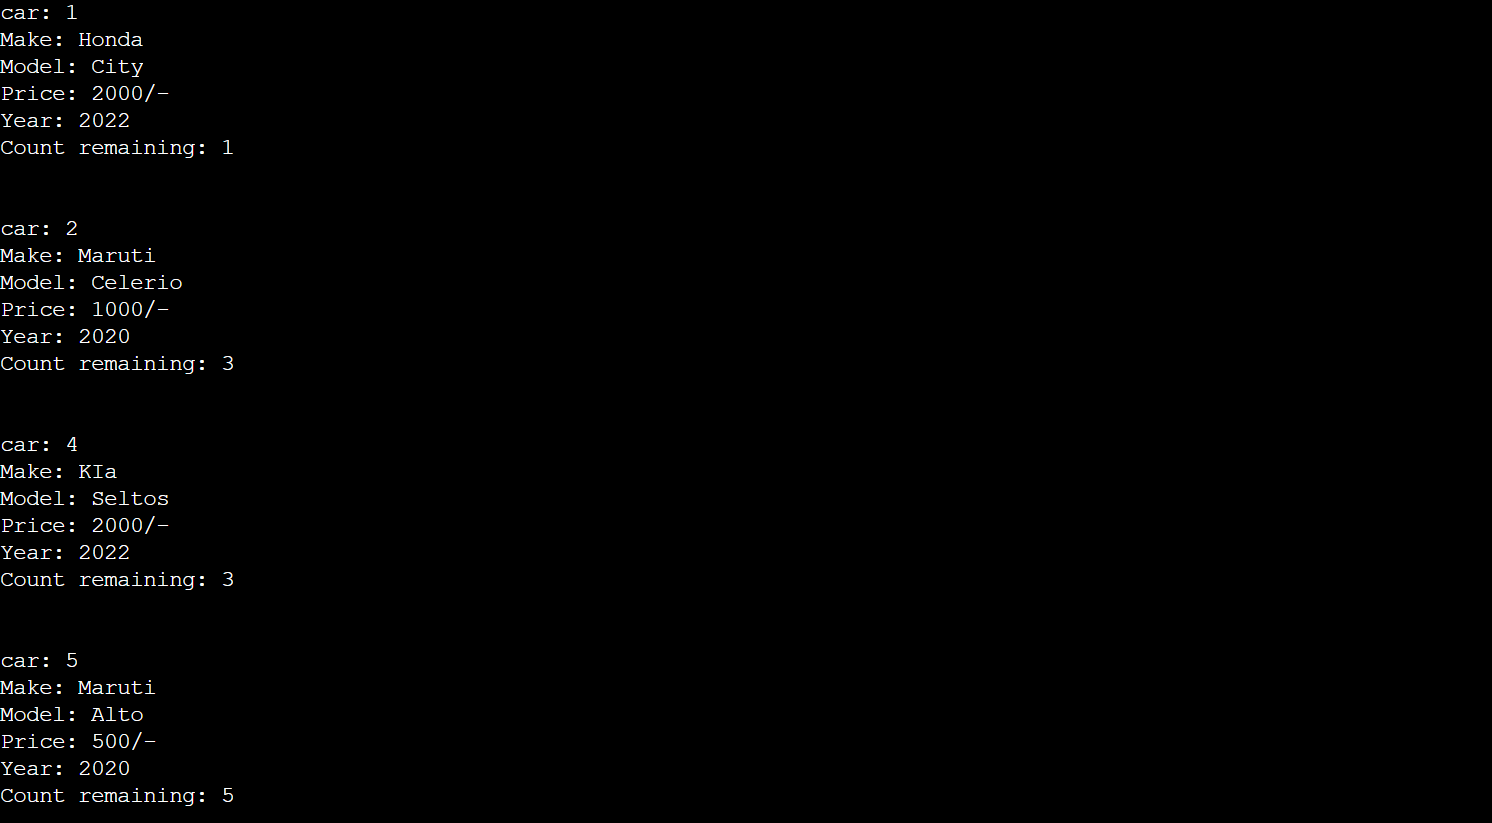 car: 1
Make: Honda
Model: City
Price: 2000/-
Year: 2022
Count remaining: 1
car: 2
Make: Maruti
Model: Celerio
Price: 1000/-
Year: 2020
Count remaining: 3
car: 4
Make: KIa
Model: Seltos
Price: 2000/-
Year: 2022
Count remaining: 3
car: 5
Make: Maruti
Model: Alto
Price: 500/-
Year: 2020
Count remaining: 5